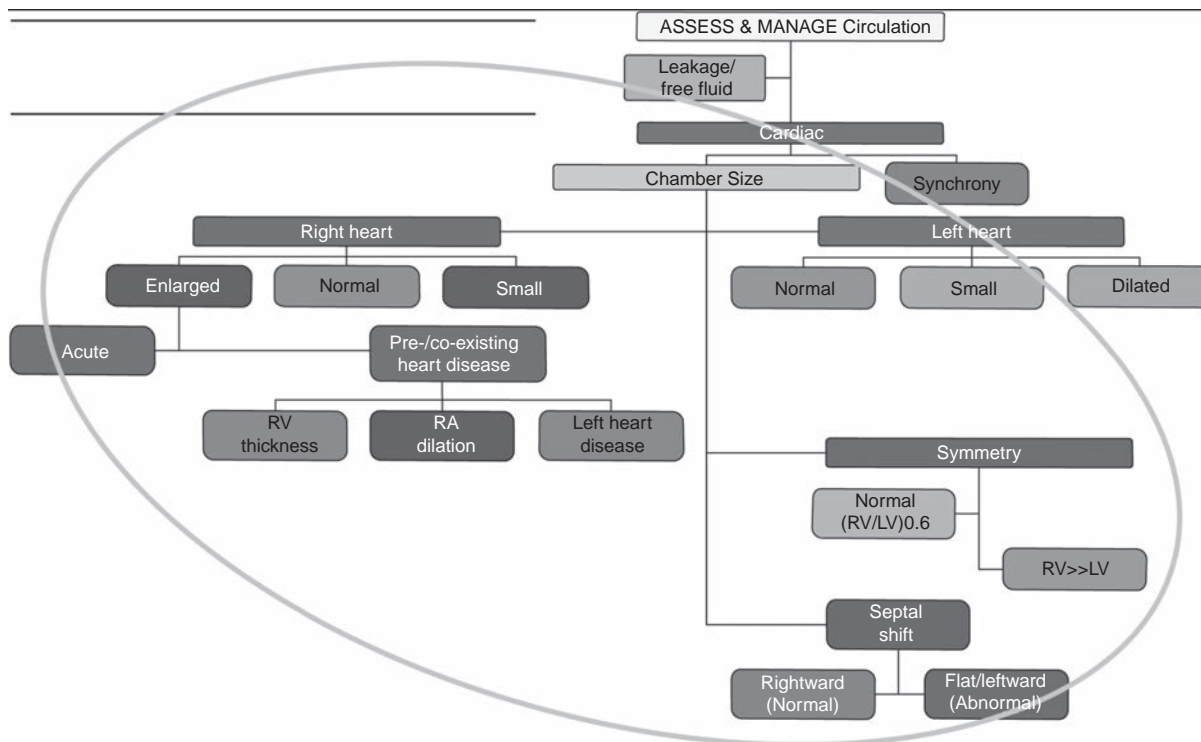 ASSESS & MANAGE Circulation
Leakage/
free fluid
Cardiac
Chamber Size
Synchrony
Right heart
Left heart
Enlarged
Normal
Small
Normal
Small
Dilated
Acute
Pre-/co-existing
heart disease
RV
thickness
RA
dilation
Left heart
disease
Symmetry
Normal
(RV/LV)0.6
RV>>LV
Septal
shift
Rightward
(Normal)
Flat/leftward
(Abnormal)